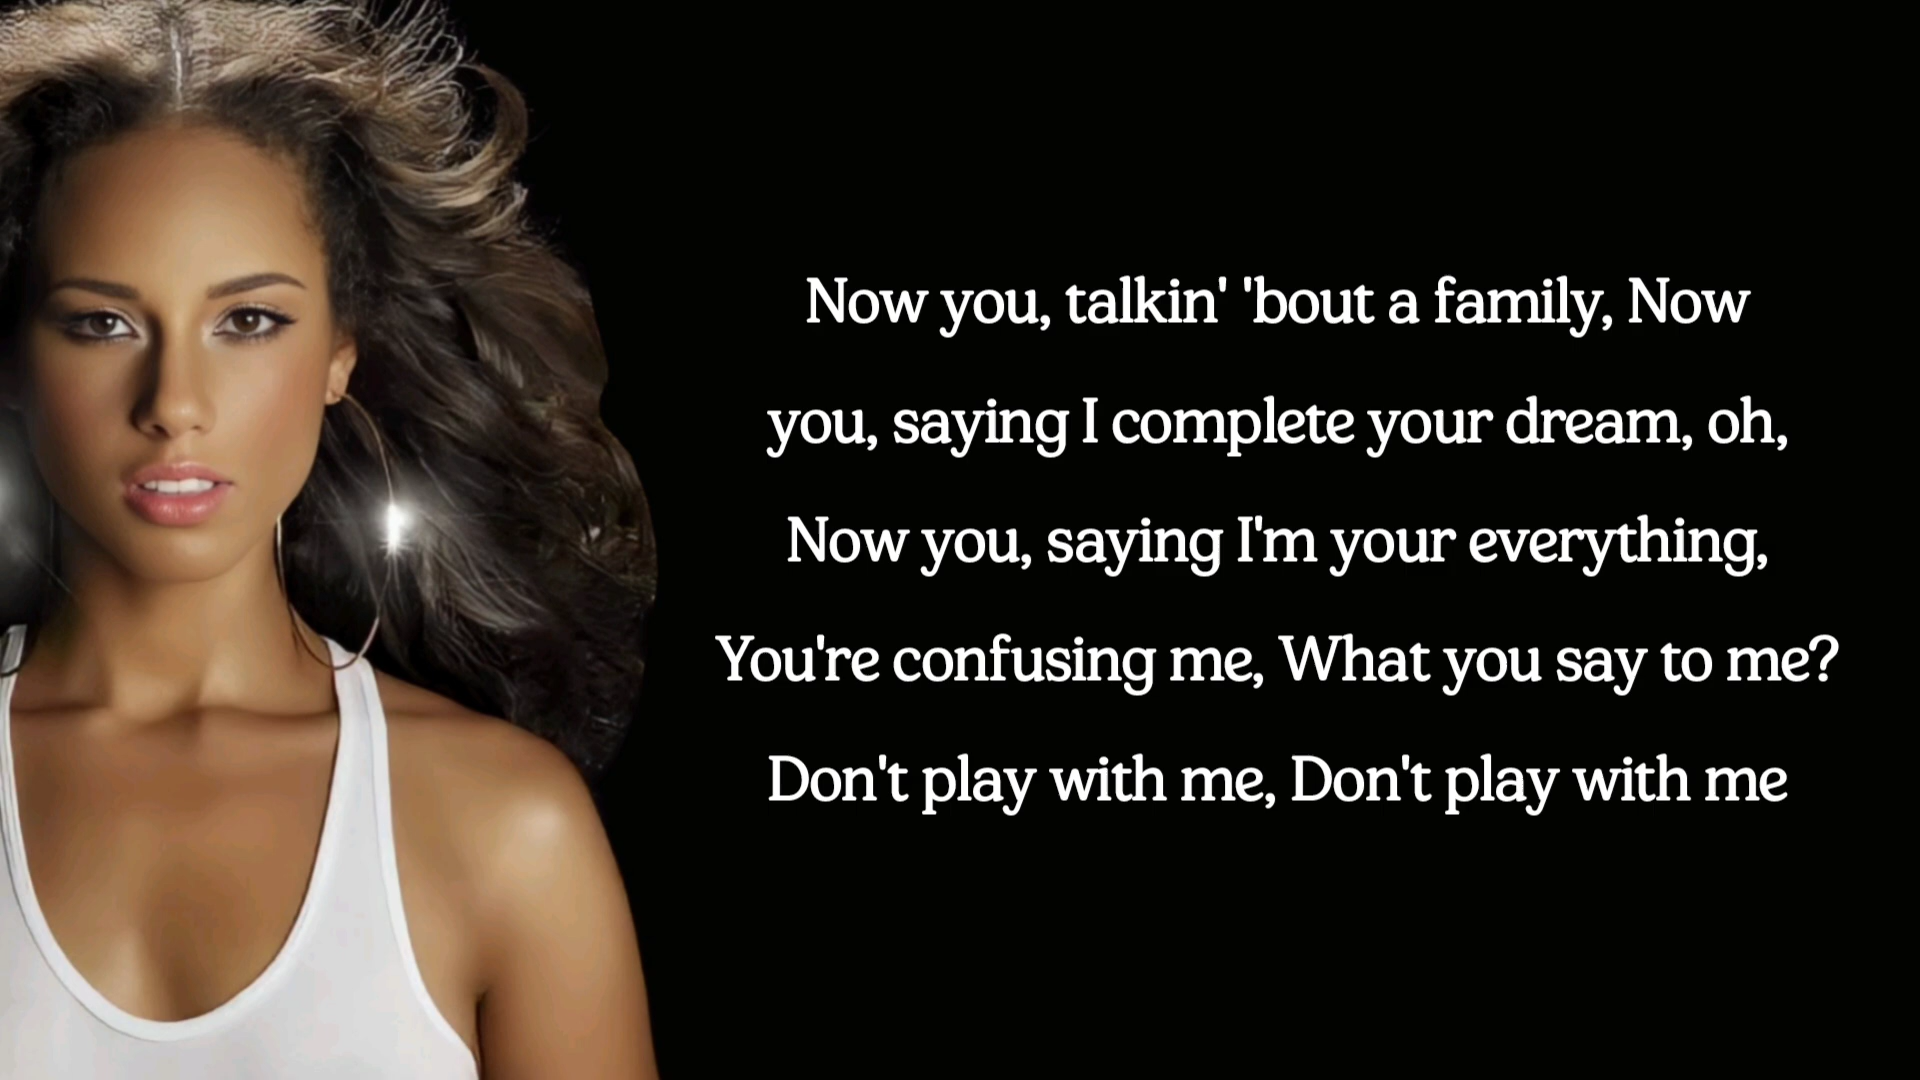 Now you, talkin' 'bout a family, Now
you, saying I complete your dream, oh,
Now you, saying I'm your everything,
You're confusing me, What you say to me?
Don't play with me, Don't play with me